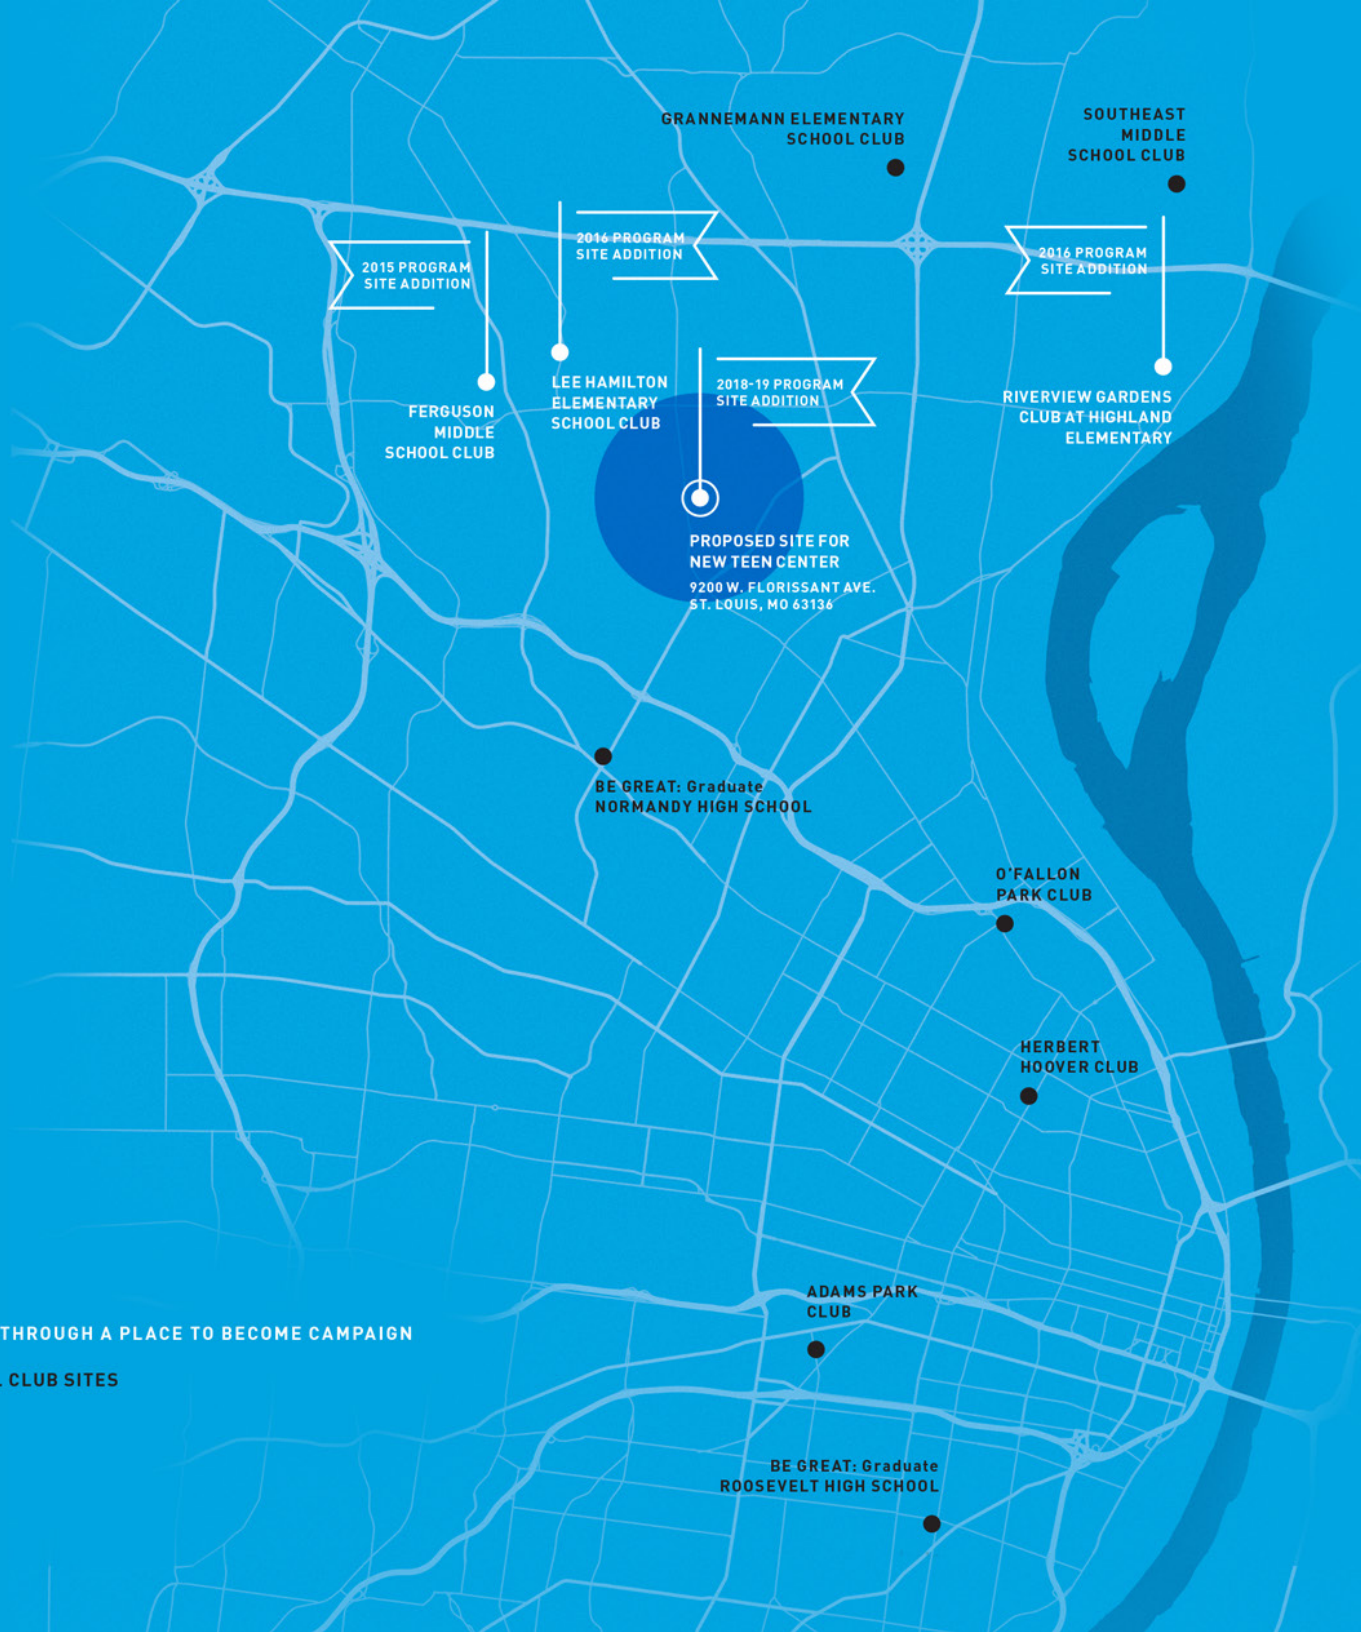 GRANNEMANN ELEMENTARY
SCHOOL CLUB
SOUTHEAST
MIDDLE
SCHOOL CLUB
2015 PROGRAM
SITE ADDITION
2016 PROGRAM
SITE ADDITION
2016 PROGRAM
SITE ADDITION
FERGUSON
MIDDLE
SCHOOL CLUB
LEE HAMILTON
ELEMENTARY
SCHOOL CLUB
2018-19 PROGRAM
SITE ADDITION
RIVERVIEW GARDENS
CLUB AT HIGHLAND
ELEMENTARY
PROPOSED SITE FOR
NEW TEEN CENTER
9200 W. FLORISSANT AVE.
ST. LOUIS, MO 63136
BE GREAT: Graduate
NORMANDY HIGH SCHOOL
O'FALLON
PARK CLUB
HERBERT
HOOVER CLUB
ADAMS PARK
CLUB
THROUGH A PLACE TO BECOME CAMPAIGN
CLUB SITES
BE GREAT: Graduate
ROOSEVELT HIGH SCHOOL